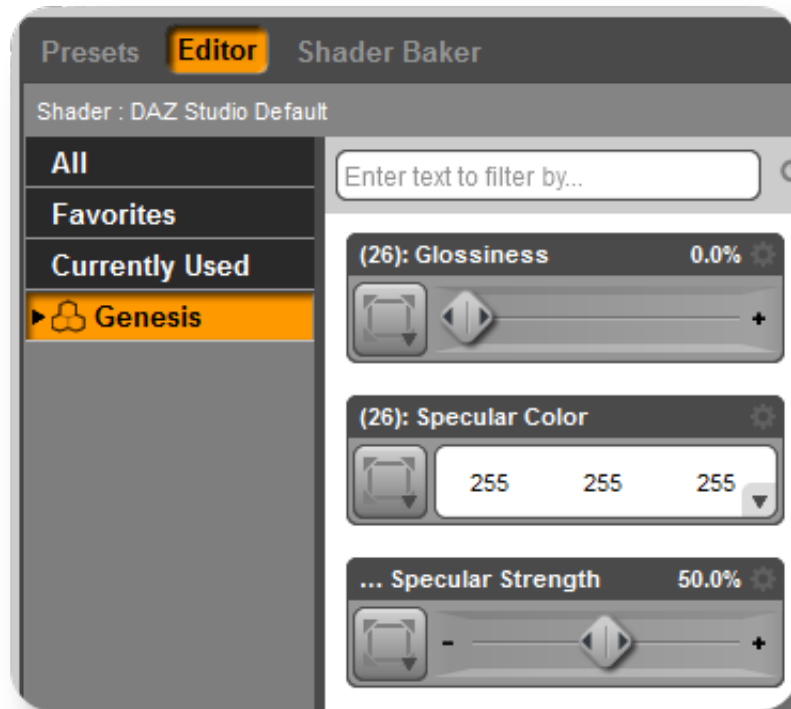 Presets Editor Shader Baker
Shader : DAZ Studio Default
All
Favorites
Currently Used
Genesis
Enter text to filter by...
(26): Glossiness 0.0%
+
(26): Specular Color
255 255 255
... Specular Strength 50.0%
- +